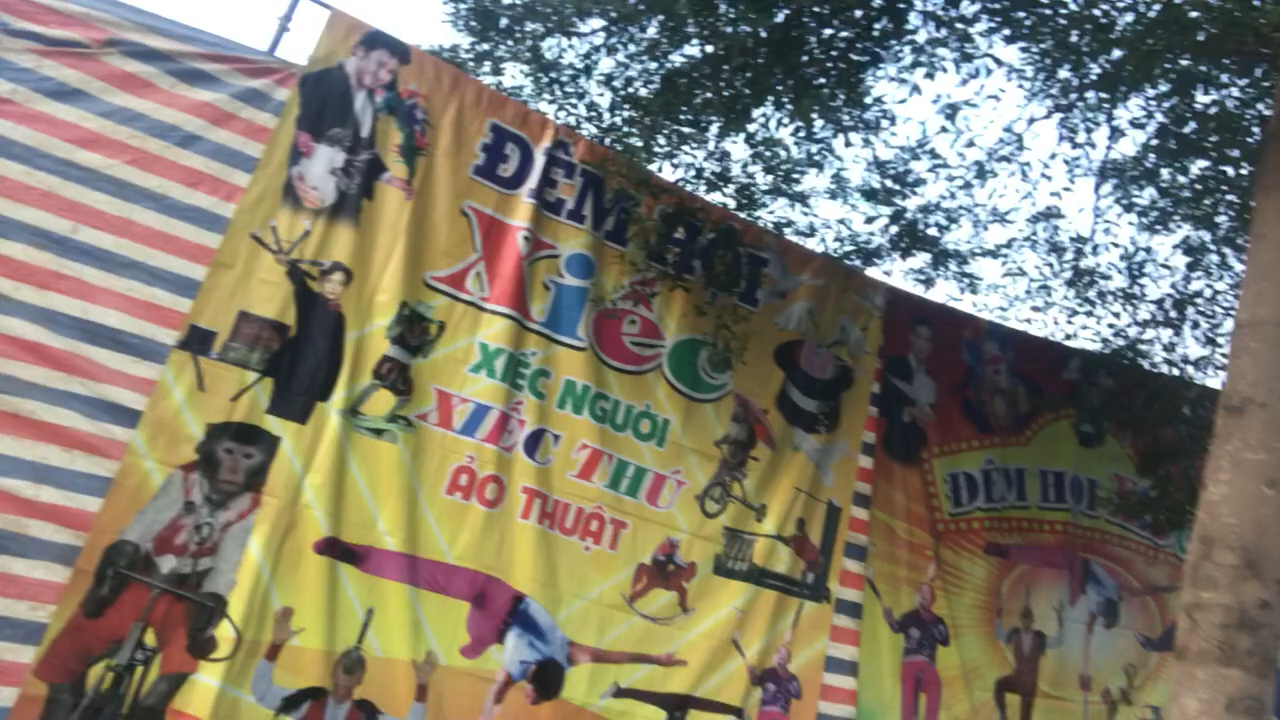 ĐÊM HỘI
Xiếc
XIẾC NGƯỜI
XIẾC THÚ
ẢO THUẬT
ĐÊM HỘI